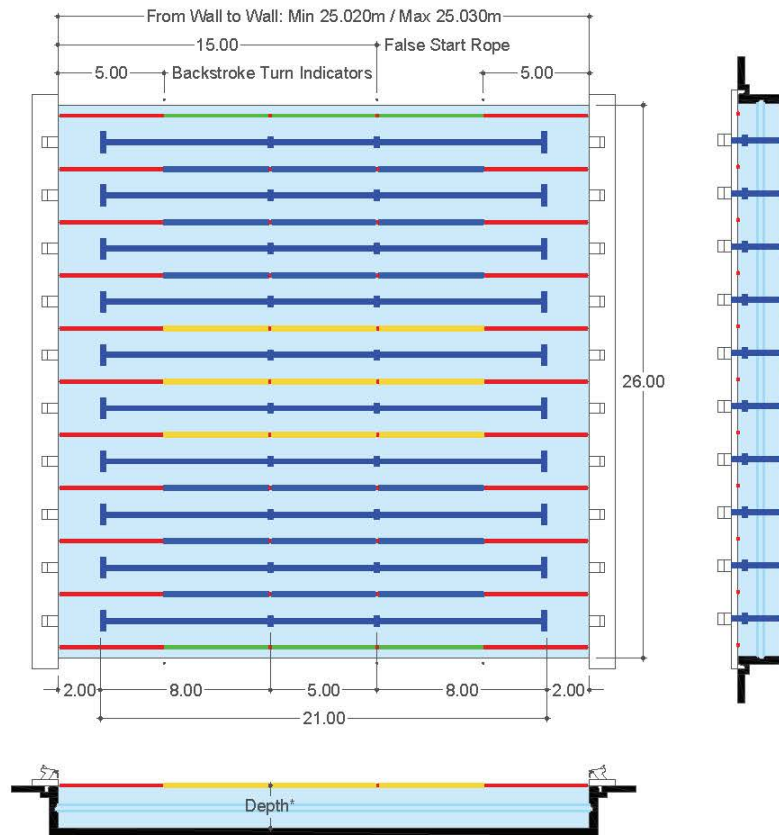 From Wall to Wall: Min 25.020m / Max 25.030m
15.00 False Start Rope
5.00 Backstroke Turn Indicators 5.00
26.00
2.00 8.00 5.00 8.00 2.00
21.00
Depth*